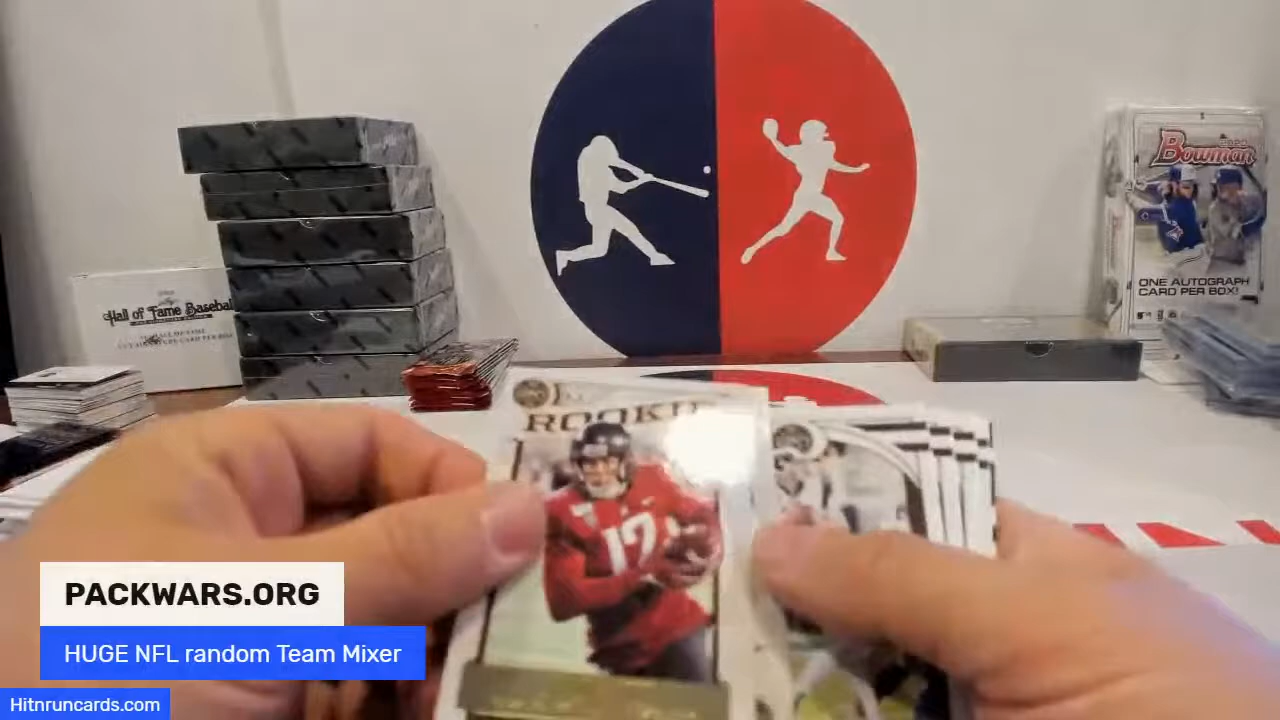 Bowman
ONE AUTOGRAPH
CARD PER BOX!
Hall of Fame Baseball
ROOKIE
17
PACKWARS.ORG
HUGE NFL random Team Mixer
Hitnruncards.com